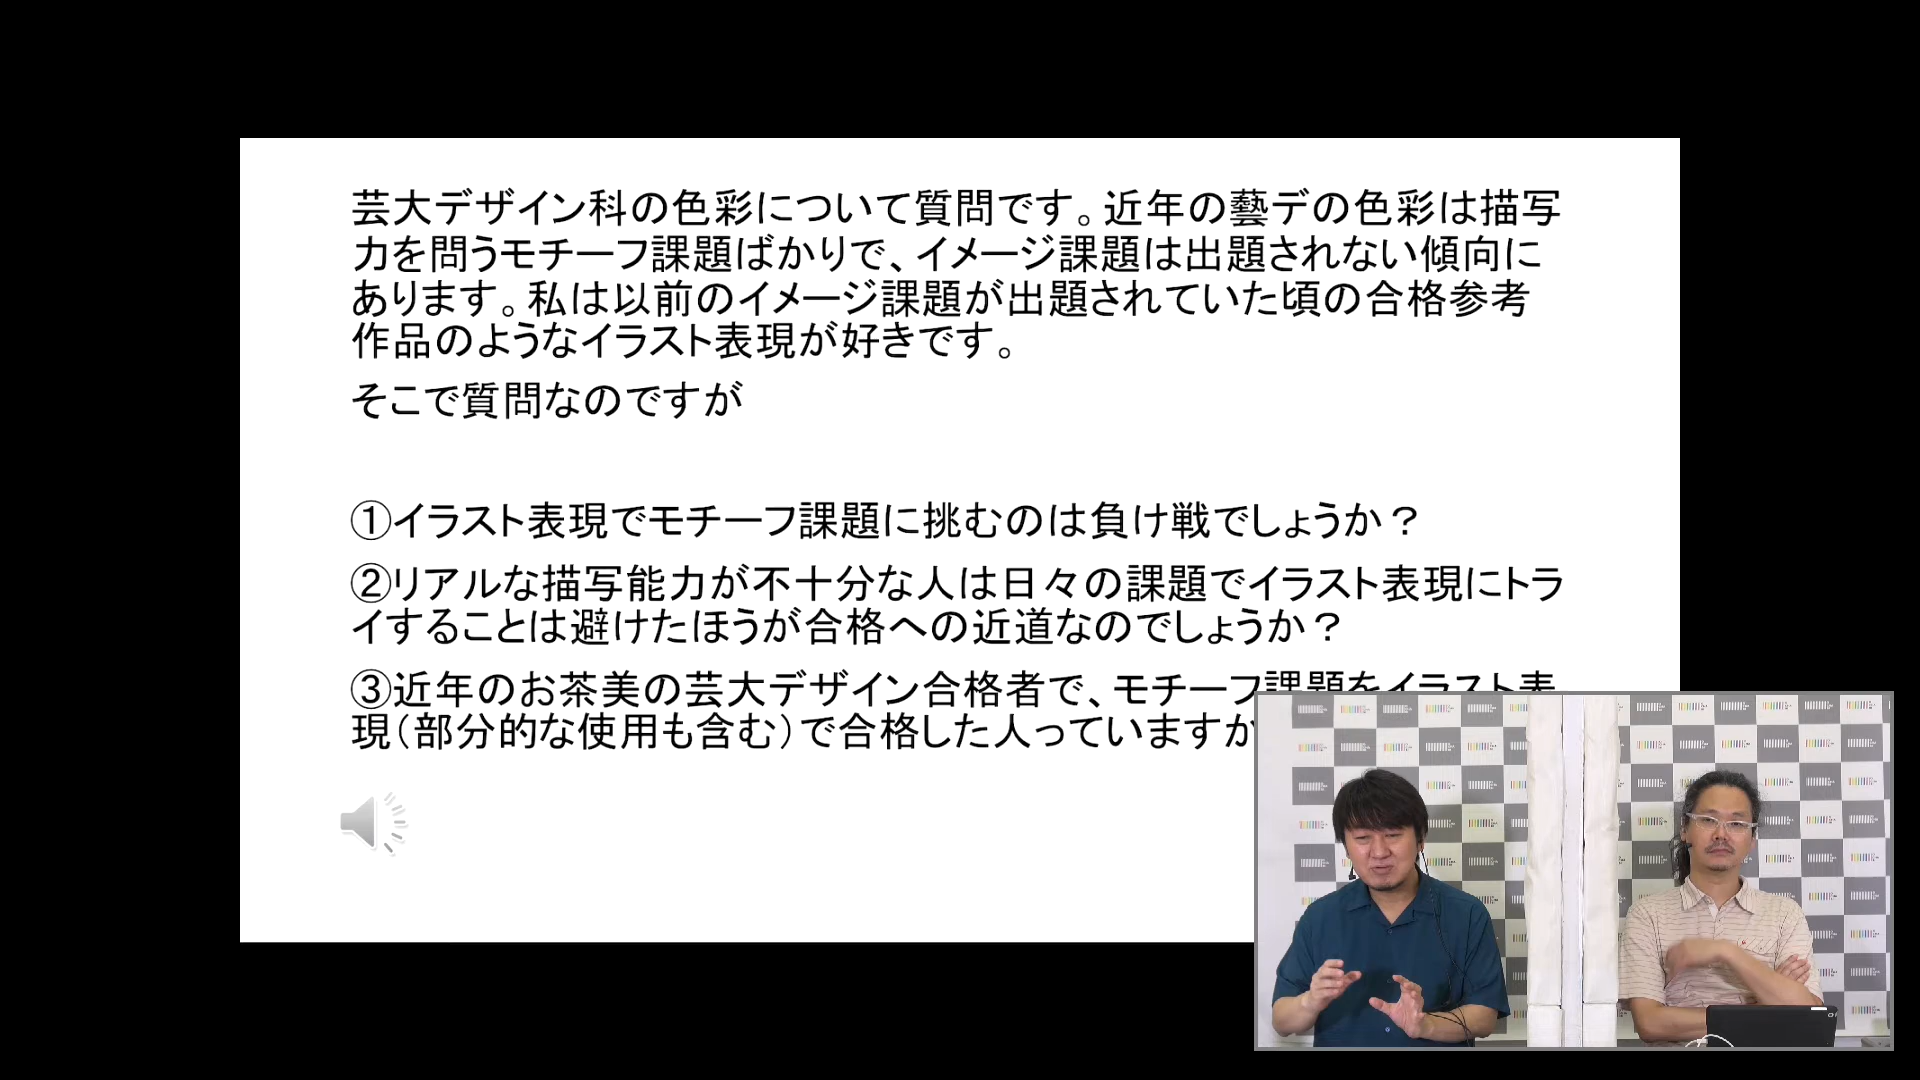 芸大デザイン科の色彩について質問です。近年の藝デの色彩は描写
力を問うモチーフ課題ばかりで、イメージ課題は出題されない傾向に
あります。私は以前のイメージ課題が出題されていた頃の合格参考
作品のようなイラスト表現が好きです。
そこで質問なのですが
①イラスト表現でモチーフ課題に挑むのは負け戦でしょうか？
②リアルな描写能力が不十分な人は日々の課題でイラスト表現にトラ
イすることは避けたほうが合格への近道なのでしょうか？
③近年のお茶美の芸大デザイン合格者で、モチーフ課題をイラスト表
現（部分的な使用も含む）で合格した人っていますか